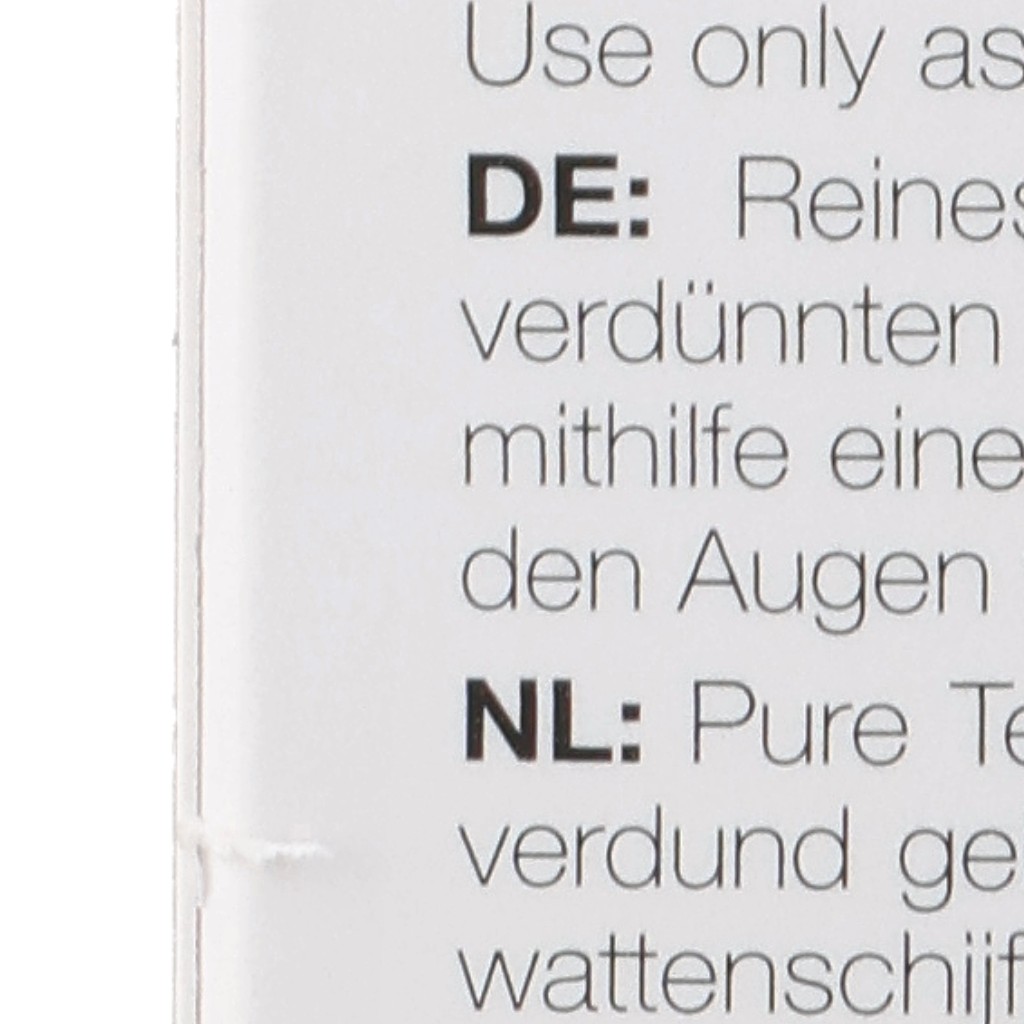 Use only as
DE: Reines
verdünnten
mithilfe eine
den Augen
NL: Pure Te
verdund ge
wattenschijf